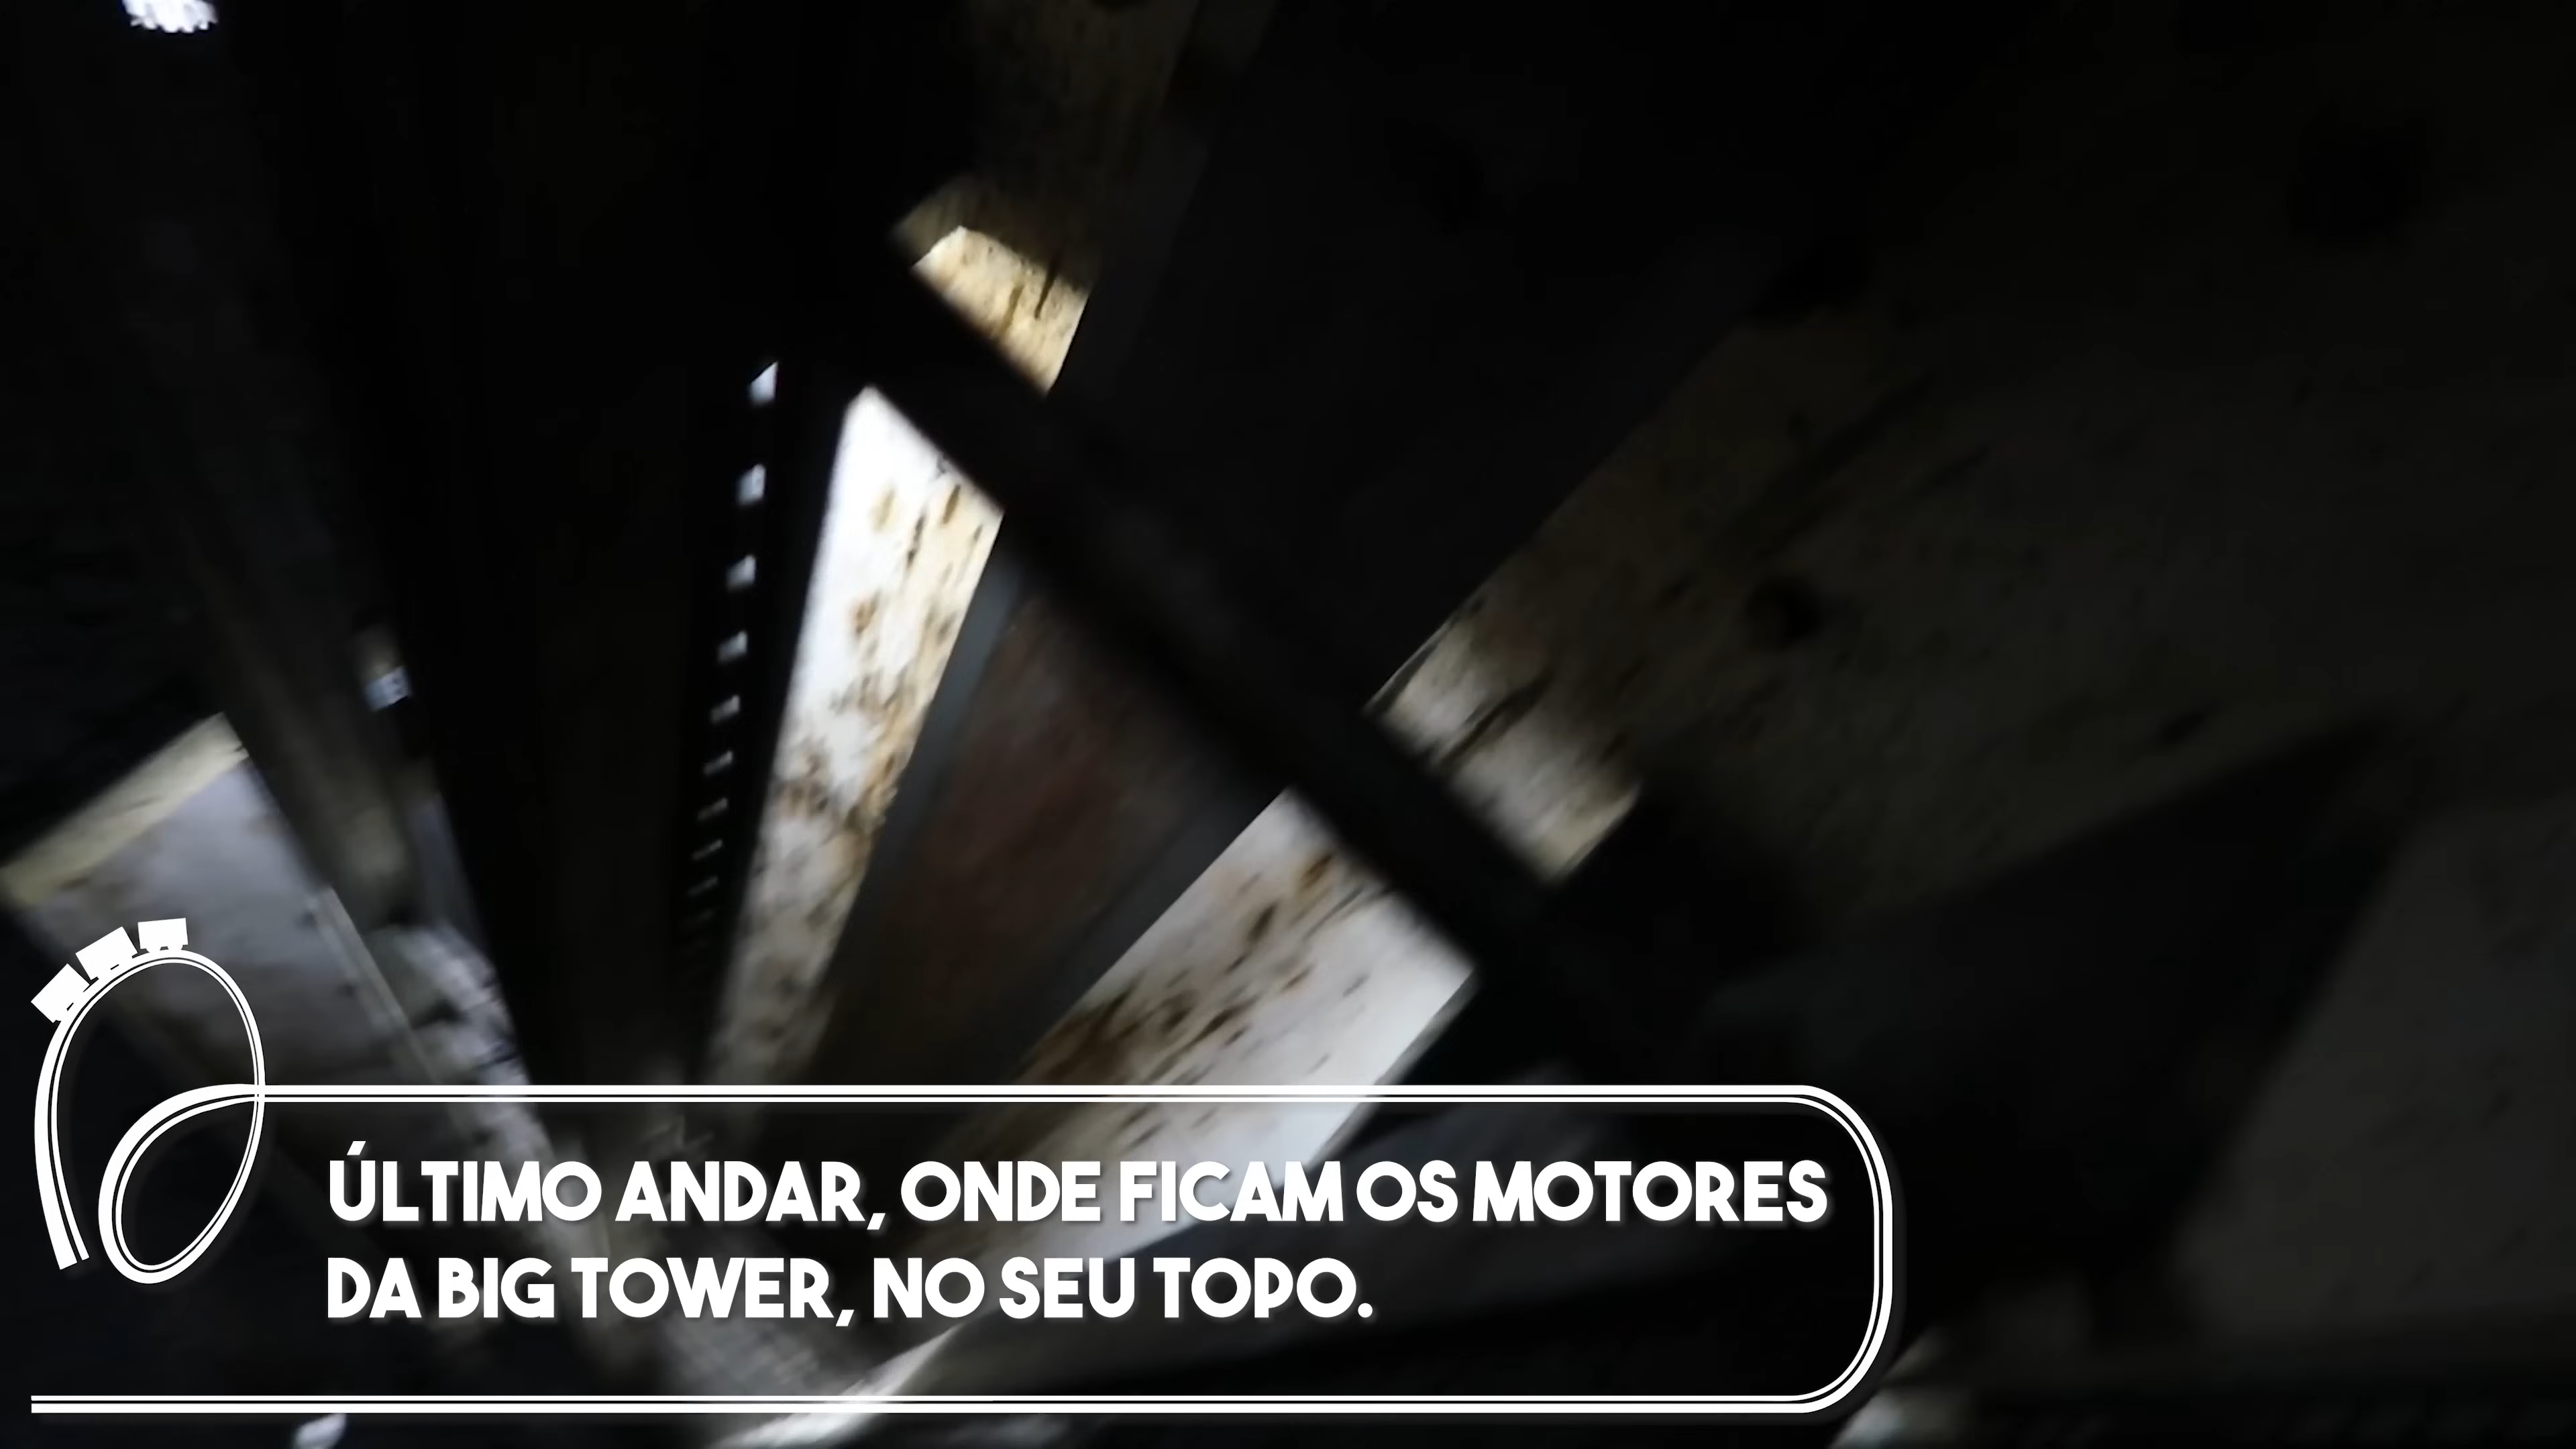 ÚLTIMO ANDAR, ONDE FICAM OS MOTORES
DA BIG TOWER, NO SEU TOPO.